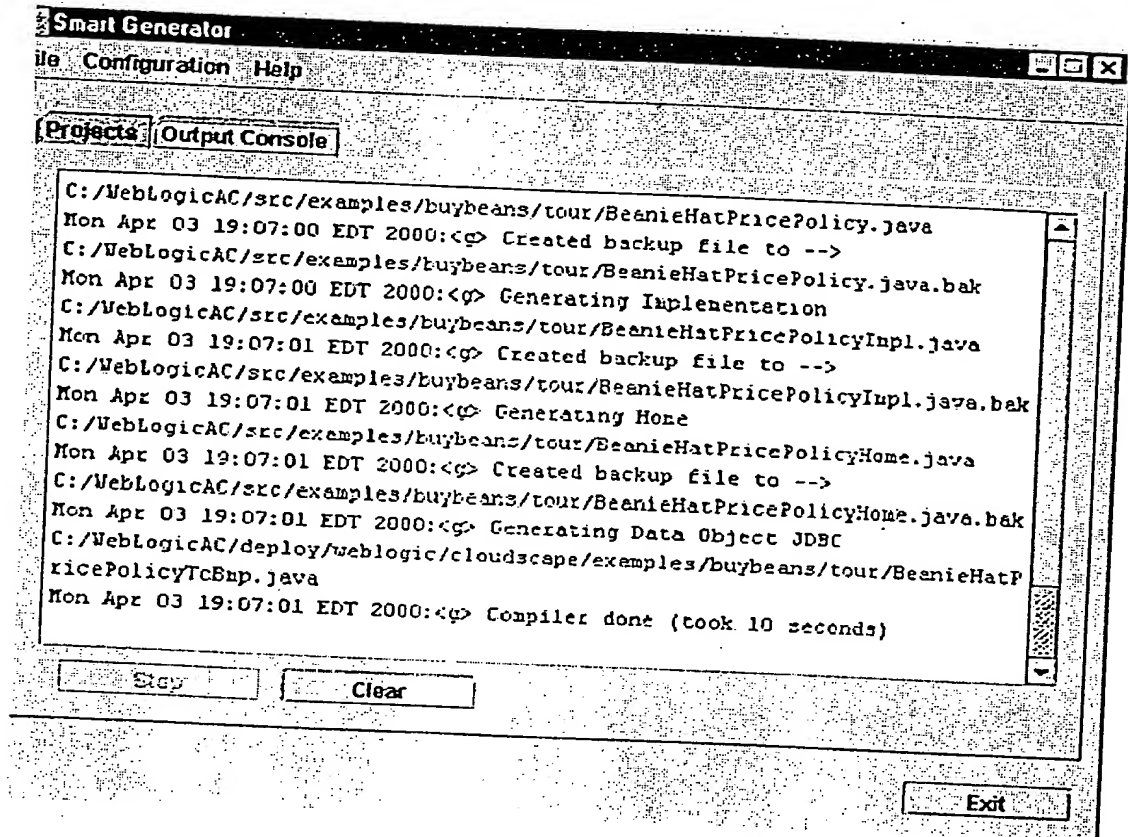 Smart Generator
ile Configuration Help
Projects Output Console
C:/WebLogicAC/src/examples/buybeans/tour/BeanieHatPricePolicy.java
Mon Apr 03 19:07:00 EDT 2000:<g> Created backup file to -->
C:/WebLogicAC/src/examples/buybeans/tour/BeanieHatPricePolicy.java.bak
Mon Apr 03 19:07:00 EDT 2000:<g> Generating Implementation
C:/WebLogicAC/src/examples/buybeans/tour/BeanieHatPricePolicyImpl.java
Mon Apr 03 19:07:01 EDT 2000:<g> Created backup file to -->
C:/WebLogicAC/src/examples/buybeans/tour/BeanieHatPricePolicyImpl.java.bak
Mon Apr 03 19:07:01 EDT 2000:<g> Generating Home
C:/WebLogicAC/src/examples/buybeans/tour/BeanieHatPricePolicyHome.java
Mon Apr 03 19:07:01 EDT 2000:<g> Created backup file to -->
C:/WebLogicAC/src/examples/buybeans/tour/BeanieHatPricePolicyHome.java.bak
Mon Apr 03 19:07:01 EDT 2000:<g> Generating Data Object JDBC
C:/WebLogicAC/deploy/weblogic/cloudscape/examples/buybeans/tour/BeanieHatP
ricePolicyTcBmp.java
Mon Apr 03 19:07:01 EDT 2000:<g> Compiler done (took 10 seconds)
Stop Clear
Exit